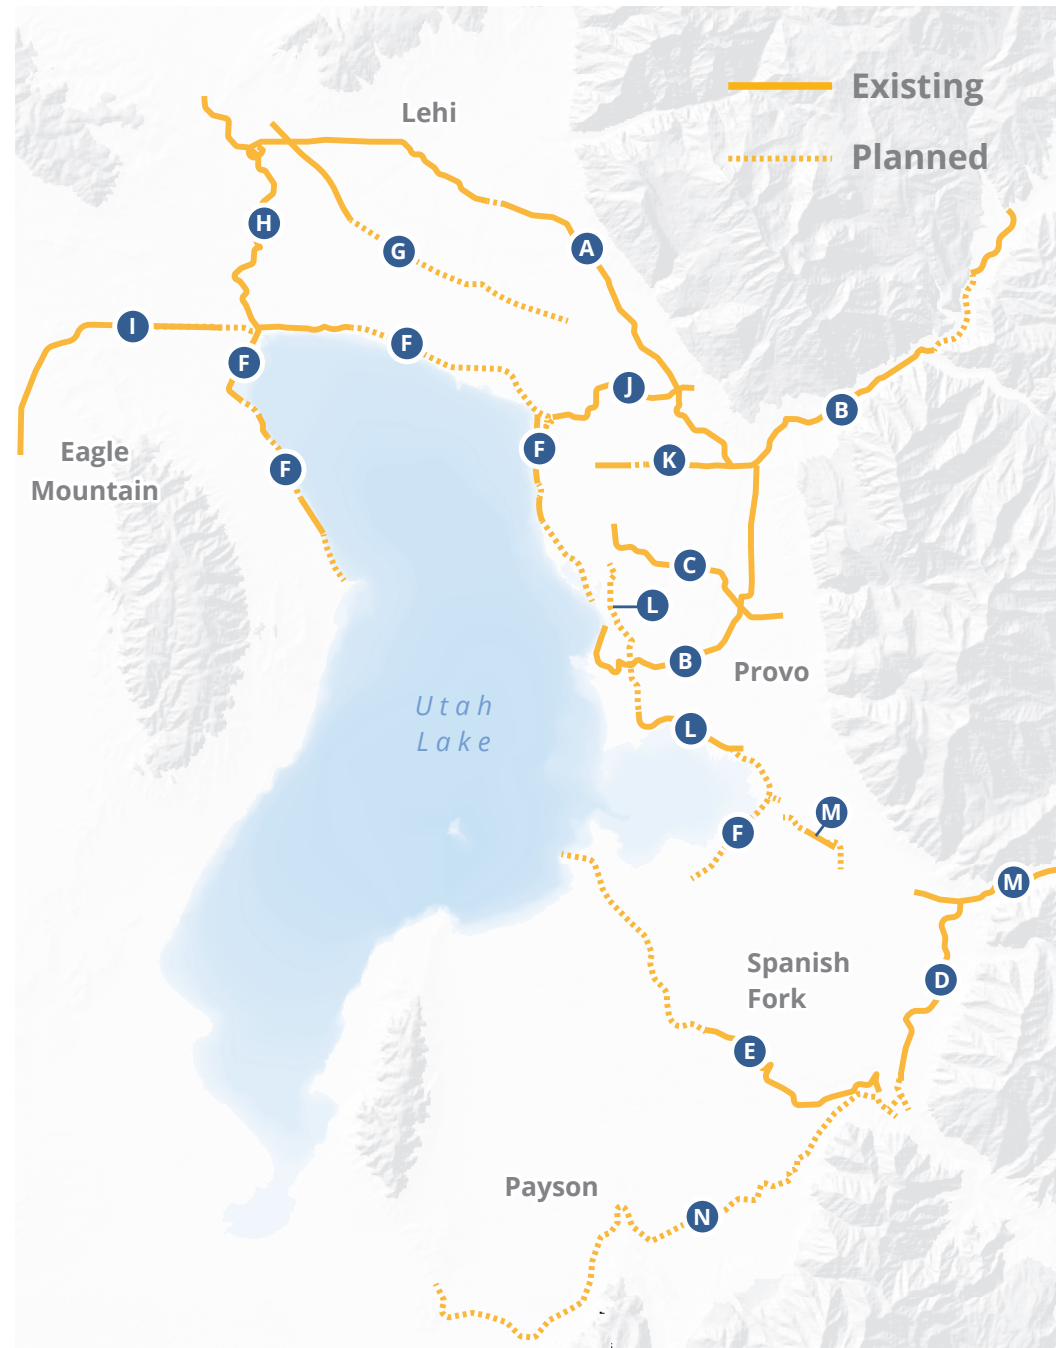 Existing
Lehi
Planned
H
A
G
I
F
F
J
B
Eagle
Mountain
F
K
F
C
L
B
Provo
Utah
Lake
L
M
F
M
Spanish
Fork
D
E
Payson
N